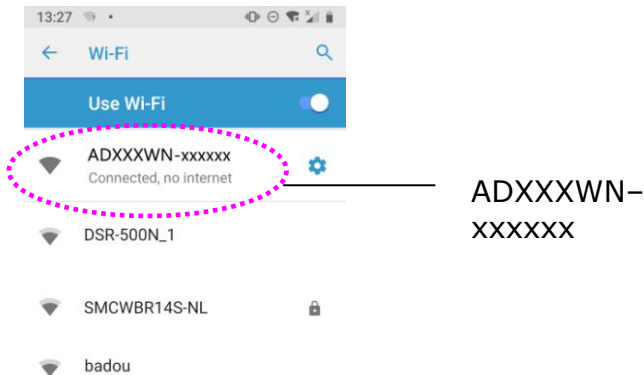 13:27
Wi-Fi
Use Wi-Fi
ADXXXWN-xxxxxx
Connected, no internet
ADXXXWN–
xxxxxx
DSR-500N_1
SMCWBR14S-NL
badou